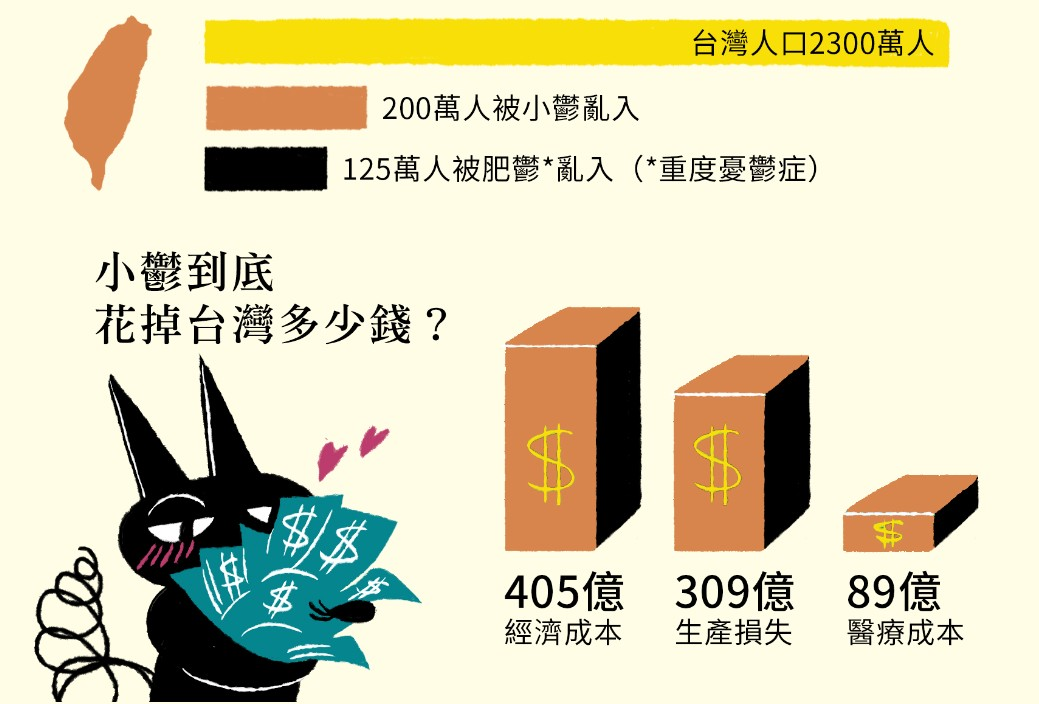 台灣人口2300萬人
200萬人被小鬱亂入
125萬人被肥鬱*亂入（*重度憂鬱症）
小鬱到底
花掉台灣多少錢？
$
$
$
$
$
$
$
$
405億
309億
89億
經濟成本
生產損失
醫療成本